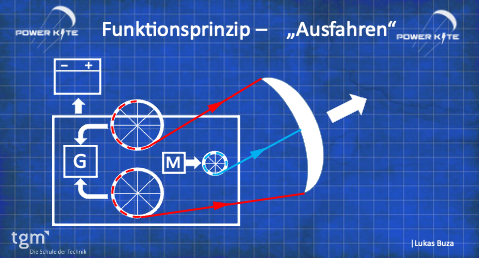 POWER KITE
Funktionsprinzip – „Ausfahren“
POWER KITE
– +
G
M
tgm
Die Schule der Technik
|Lukas Buza